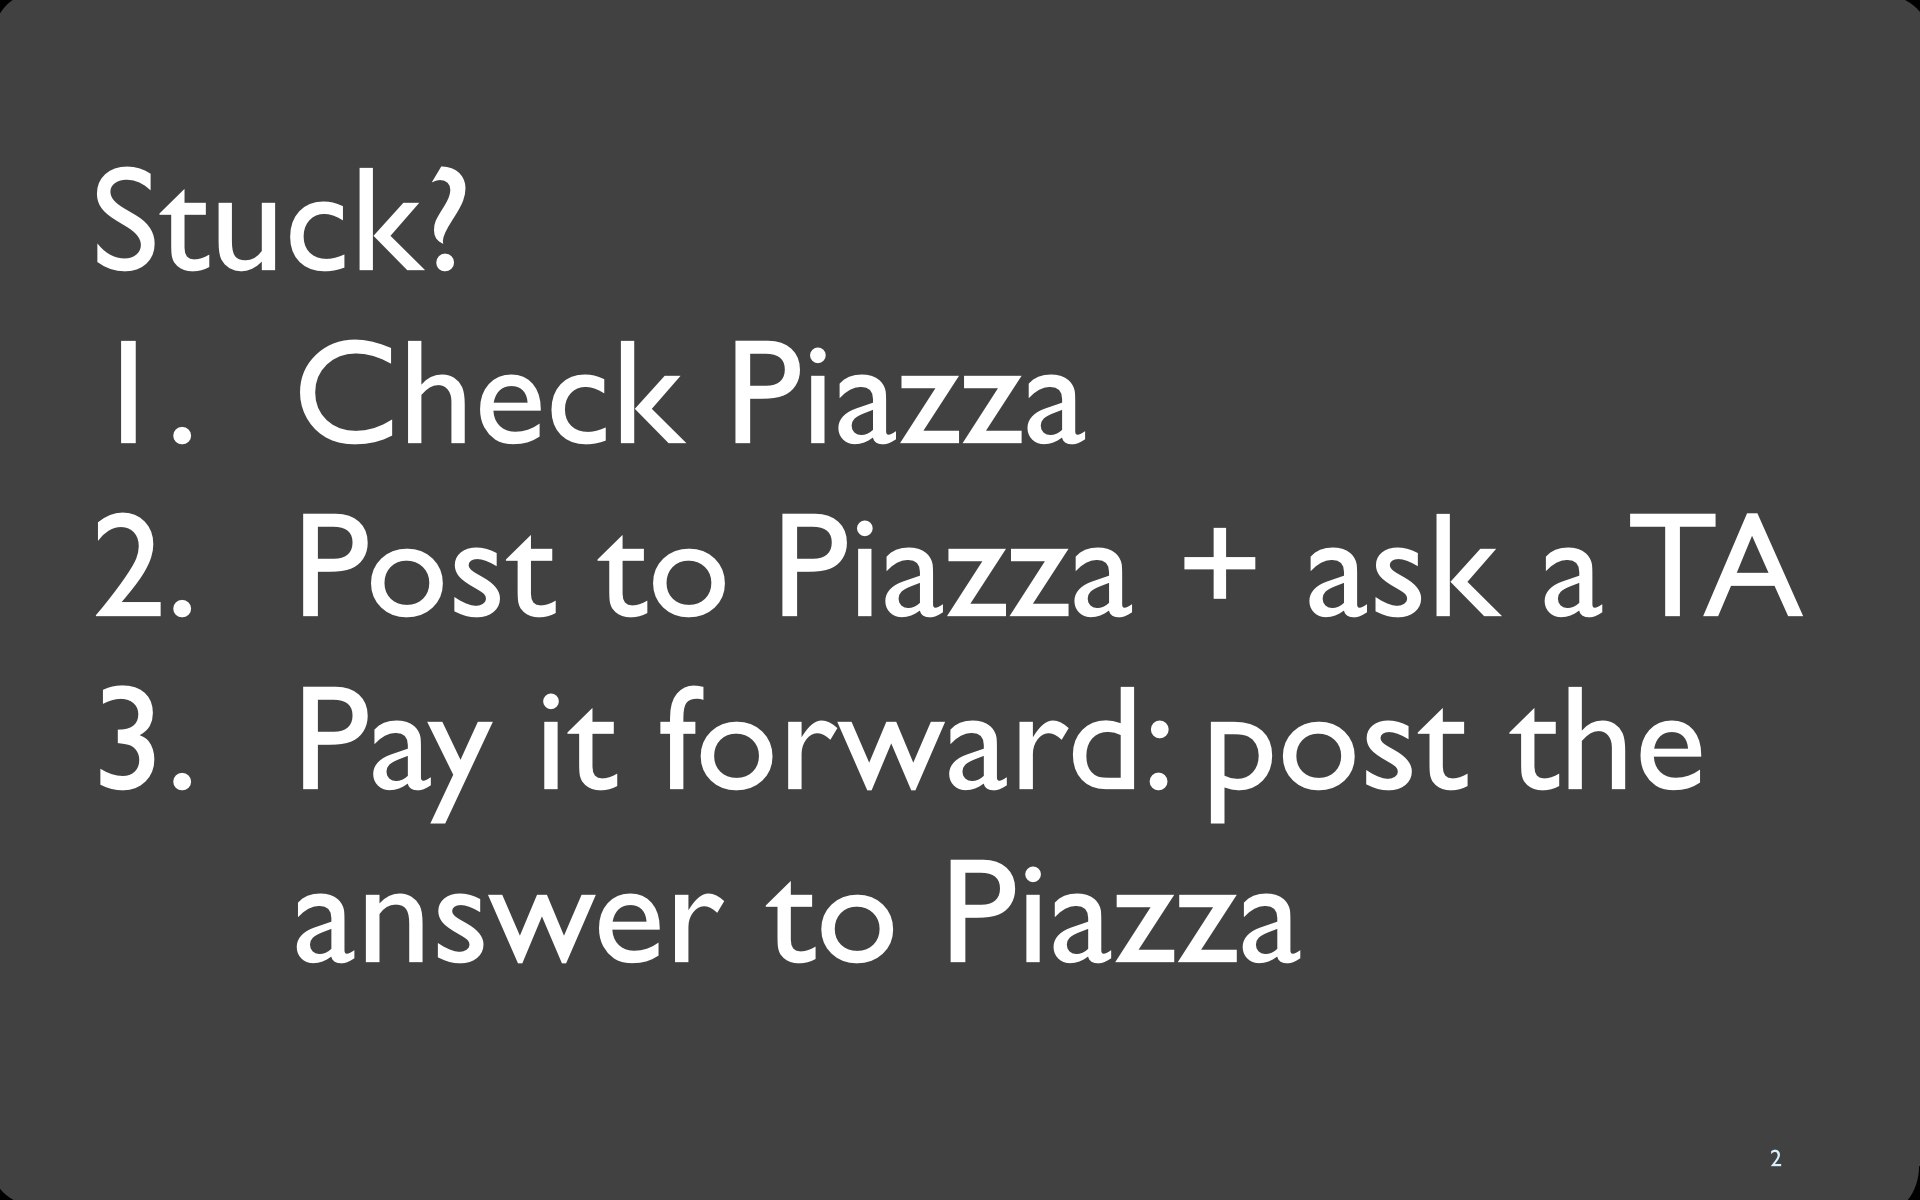 Stuck?
1. Check Piazza
2. Post to Piazza + ask a TA
3. Pay it forward: post the
answer to Piazza
2